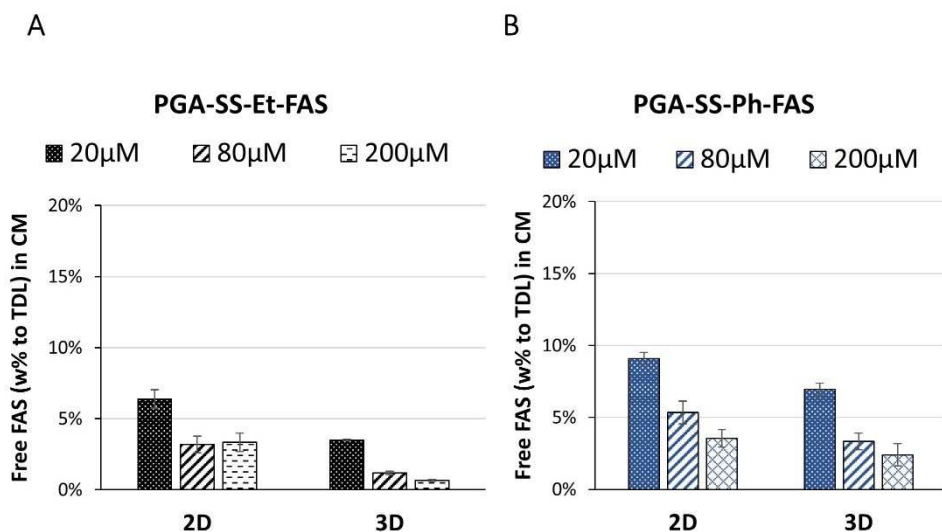 A
PGA-SS-Et-FAS
20µM 80µM 200µM
Free FAS (w% to TDL) in CM
20%
15%
10%
5%
0%
2D 3D
B
PGA-SS-Ph-FAS
20µM 80µM 200µM
Free FAS (w% to TDL) in CM
20%
15%
10%
5%
0%
2D 3D